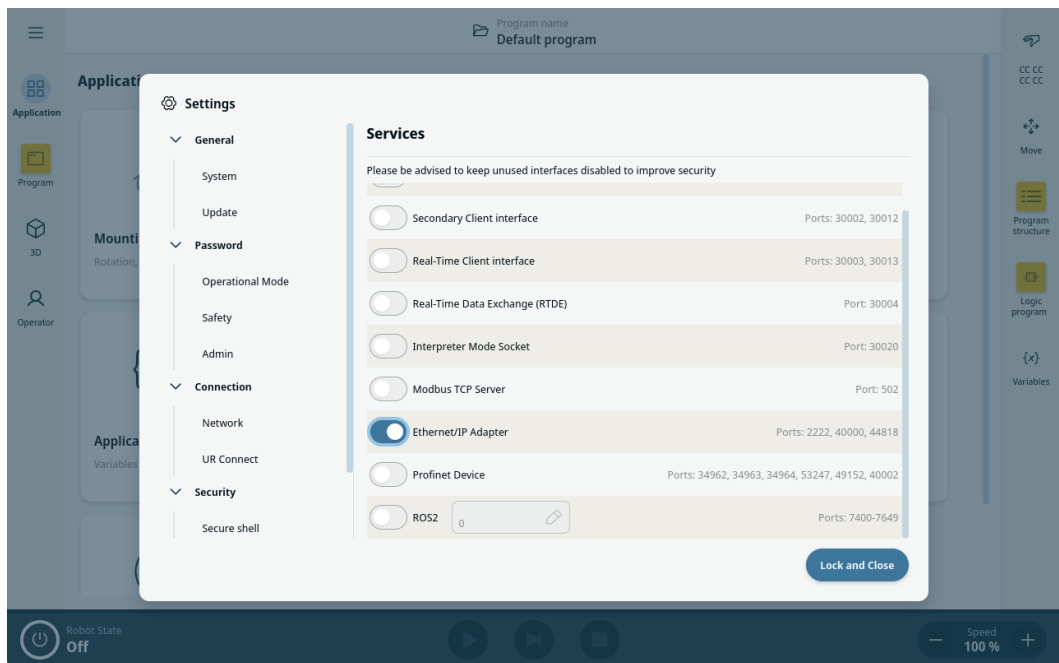 Program name
Default program
Applicati
Application
Program
3D
Operator
Mounti
Rotation,
Applica
Variables
Settings
General
System
Update
Password
Operational Mode
Safety
Admin
Connection
Network
UR Connect
Security
Secure shell
Services
Please be advised to keep unused interfaces disabled to improve security
Secondary Client interface Ports: 30002, 30012
Real-Time Client interface Ports: 30003, 30013
Real-Time Data Exchange (RTDE) Port: 30004
Interpreter Mode Socket Port: 30020
Modbus TCP Server Port: 502
Ethernet/IP Adapter Ports: 2222, 40000, 44818
Profinet Device Ports: 34962, 34963, 34964, 53247, 49152, 40002
ROS2 0 Ports: 7400-7649
Lock and Close
CC CC
CC CC
Move
Program
structure
Logic
program
{x}
Variables
Robot State
Off
Speed
100 %